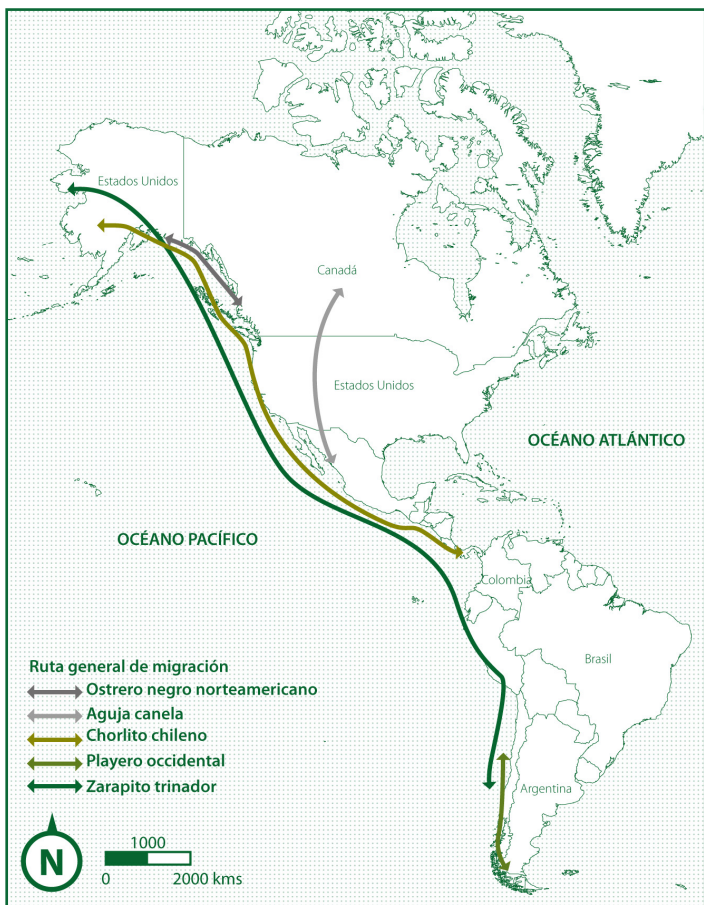 Estados Unidos
Canadá
Estados Unidos
OCÉANO ATLÁNTICO
OCÉANO PACÍFICO
Colombia
Brasil
Argentina
Ruta general de migración
Ostrero negro norteamericano
Aguja canela
Chorlito chileno
Playero occidental
Zarapito trinador
N
1000
0
2000 kms